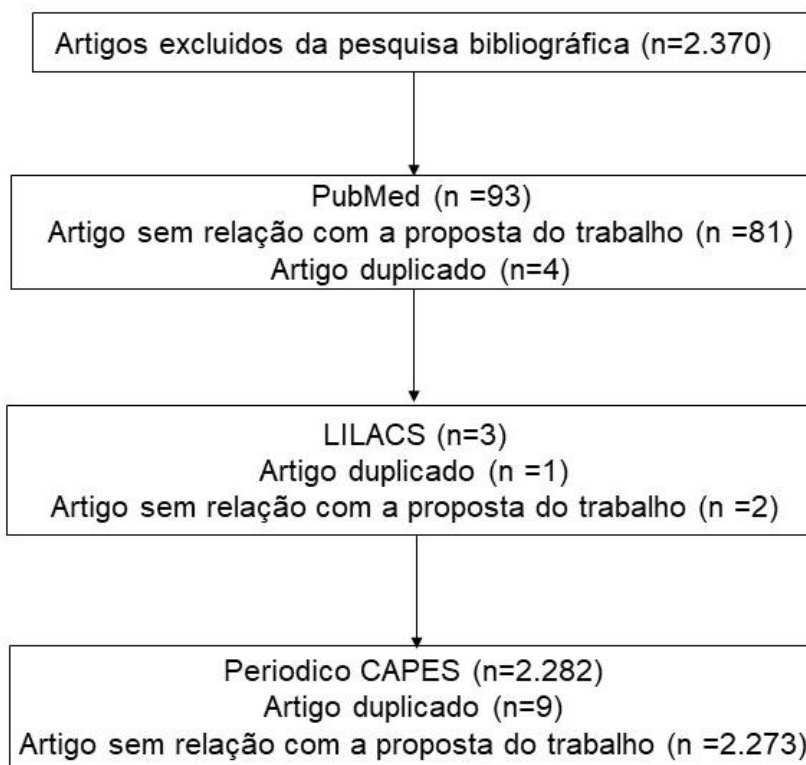 Artigos excluidos da pesquisa bibliográfica (n=2.370)
PubMed (n =93)
Artigo sem relação com a proposta do trabalho (n =81)
Artigo duplicado (n=4)
LILACS (n=3)
Artigo duplicado (n =1)
Artigo sem relação com a proposta do trabalho (n =2)
Periodico CAPES (n=2.282)
Artigo duplicado (n=9)
Artigo sem relação com a proposta do trabalho (n =2.273)